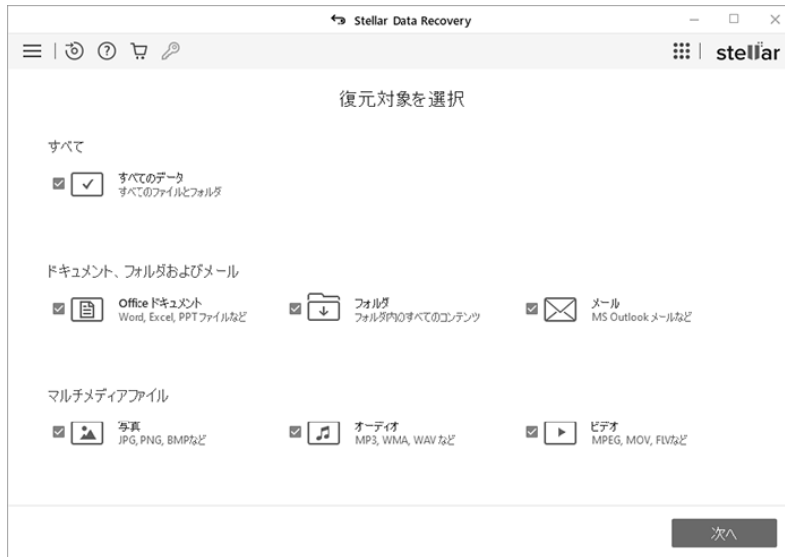 Stellar Data Recovery
stellar
復元対象を選択
すべて
すべてのデータ
すべてのファイルとフォルダ
ドキュメント、フォルダおよびメール
Office ドキュメント
Word, Excel, PPTファイルなど
フォルダ
フォルダ内のすべてのコンテンツ
メール
MS Outlook メールなど
マルチメディアファイル
写真
JPG, PNG, BMPなど
オーディオ
MP3, WMA, WAV など
ビデオ
MPEG, MOV, FLVなど
次へ